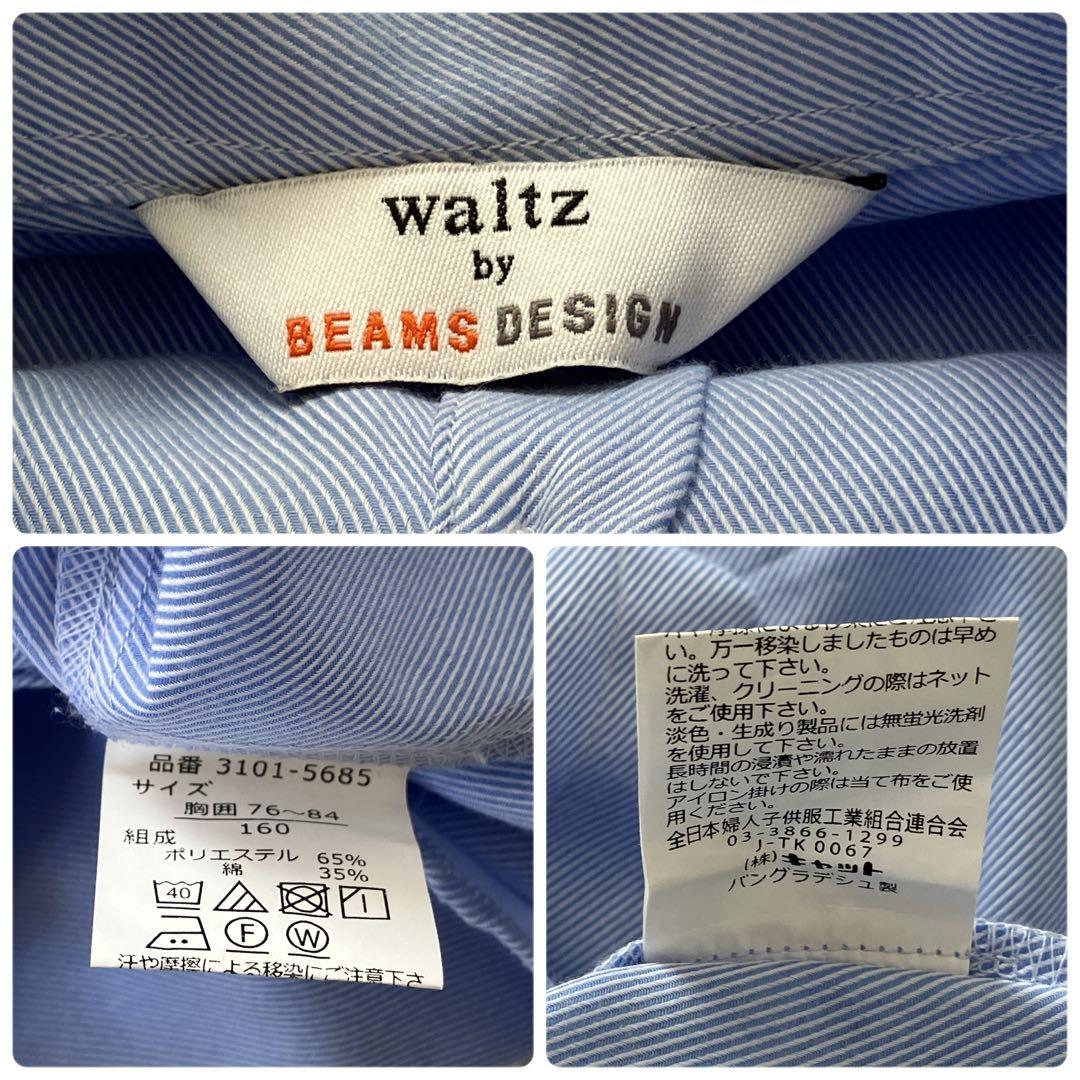 waltz
by
BEAMS DESIGN
品番 3101-5685
サイズ
胸囲 76～84
160
組成
ポリエステル 65%
綿 35%
40
F
W
汗や摩擦による移染にご注意下さ
い。万一移染しましたものは早め
に洗って下さい。
洗濯、クリーニングの際はネット
をご使用下さい。
淡色・生成り製品には無蛍光洗剤
を使用して下さい。
長時間の浸漬や濡れたままの放置
はしないで下さい。
アイロン掛けの際は当て布をご使
用ください。
全日本婦人子供服工業組合連合会
03-3866-1299
J-TK0067
(株)キャット
バングラデシュ製